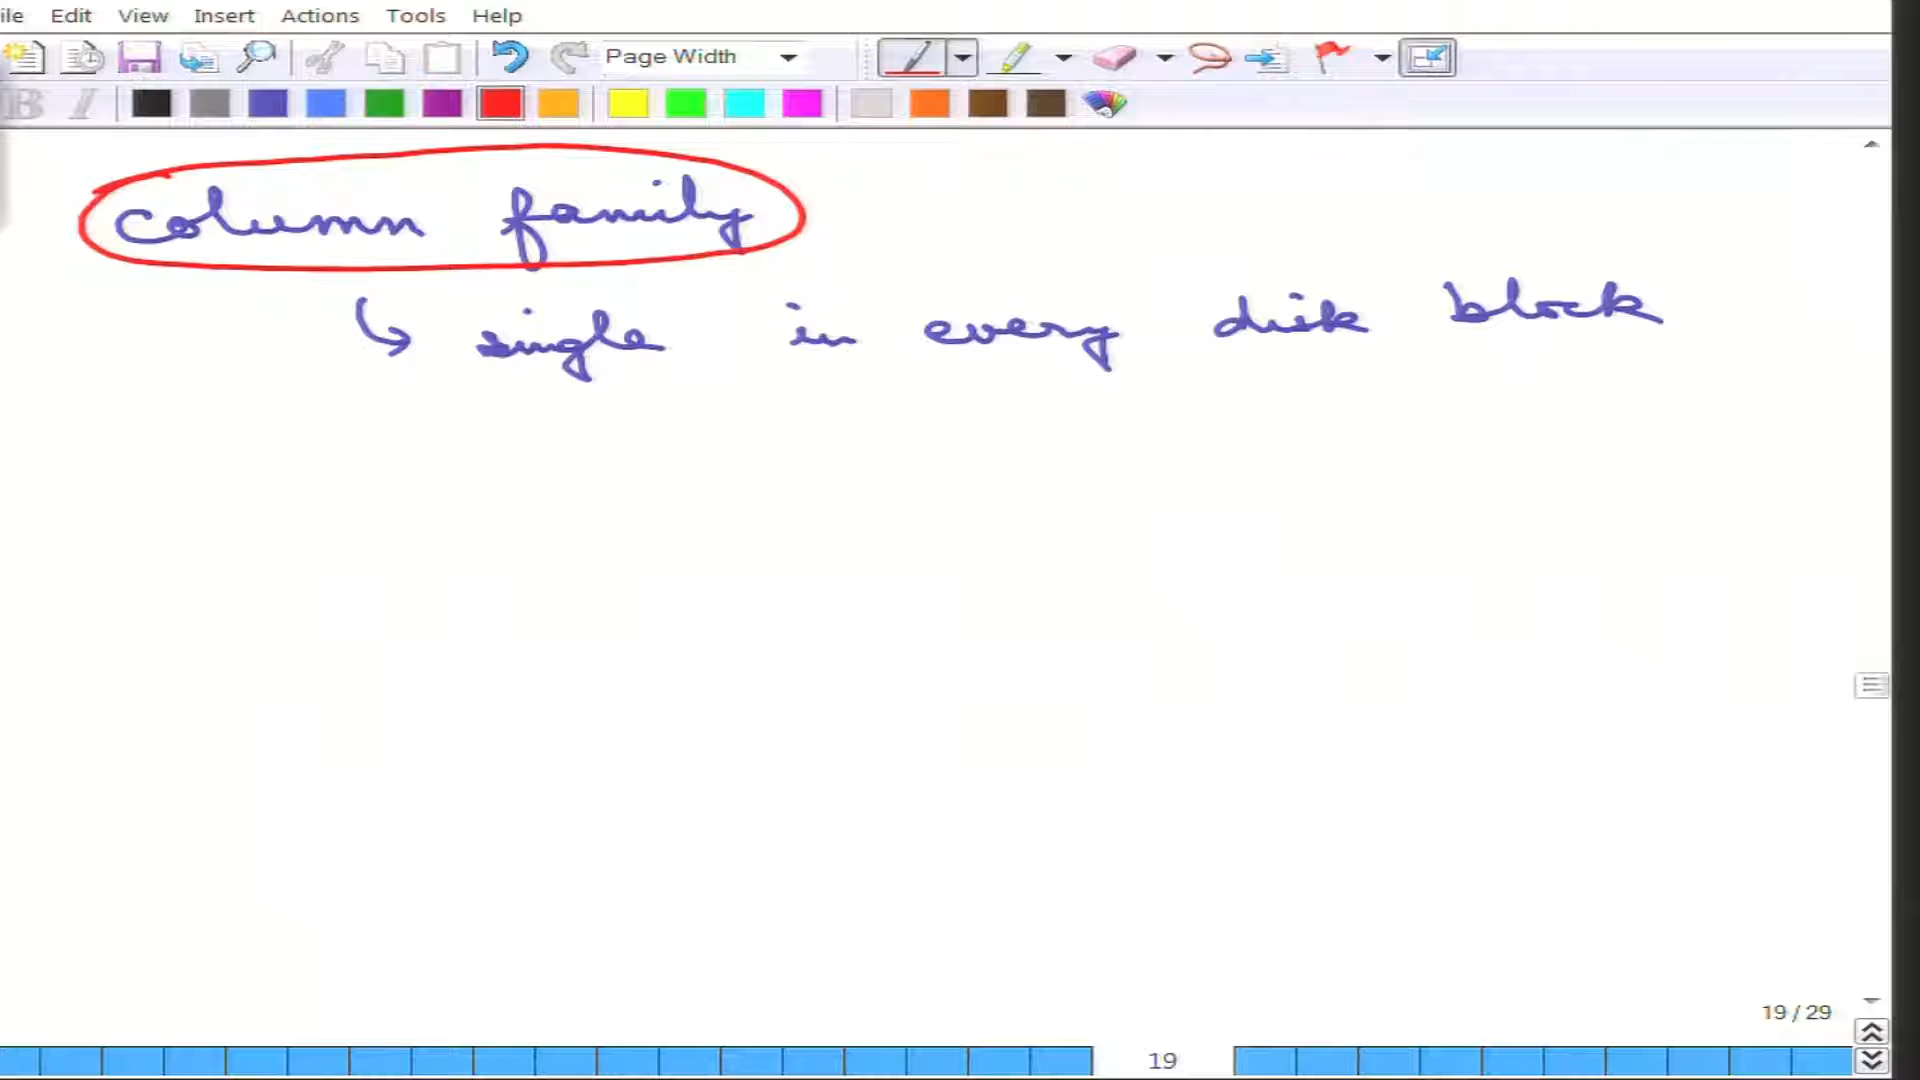 ile Edit View Insert Actions Tools Help
Page Width
B I
column family
↳ single in every disk block
19 / 29
19